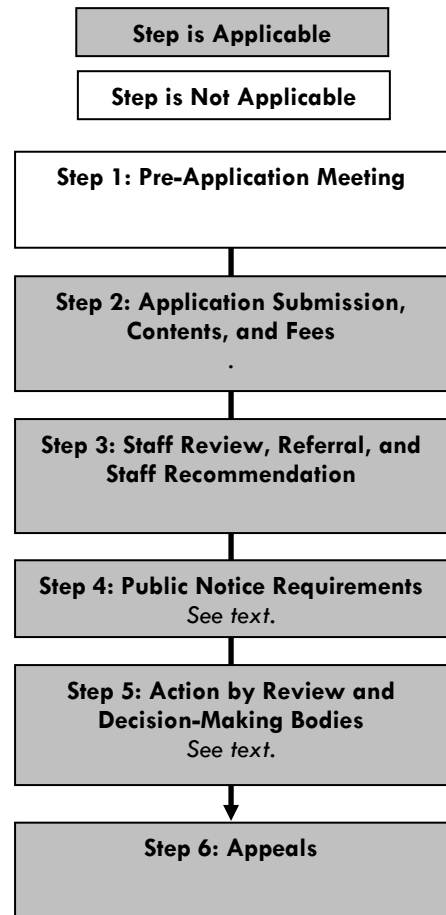 Step is Applicable
Step is Not Applicable
Step 1: Pre-Application Meeting
Step 2: Application Submission,
Contents, and Fees
.
Step 3: Staff Review, Referral, and
Staff Recommendation
Step 4: Public Notice Requirements
See text.
Step 5: Action by Review and
Decision-Making Bodies
See text.
Step 6: Appeals